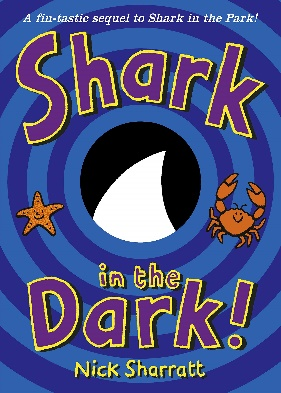 A fin-tastic sequel to Shark in the Park!
Shark
in the
Dark!
Nick Sharratt